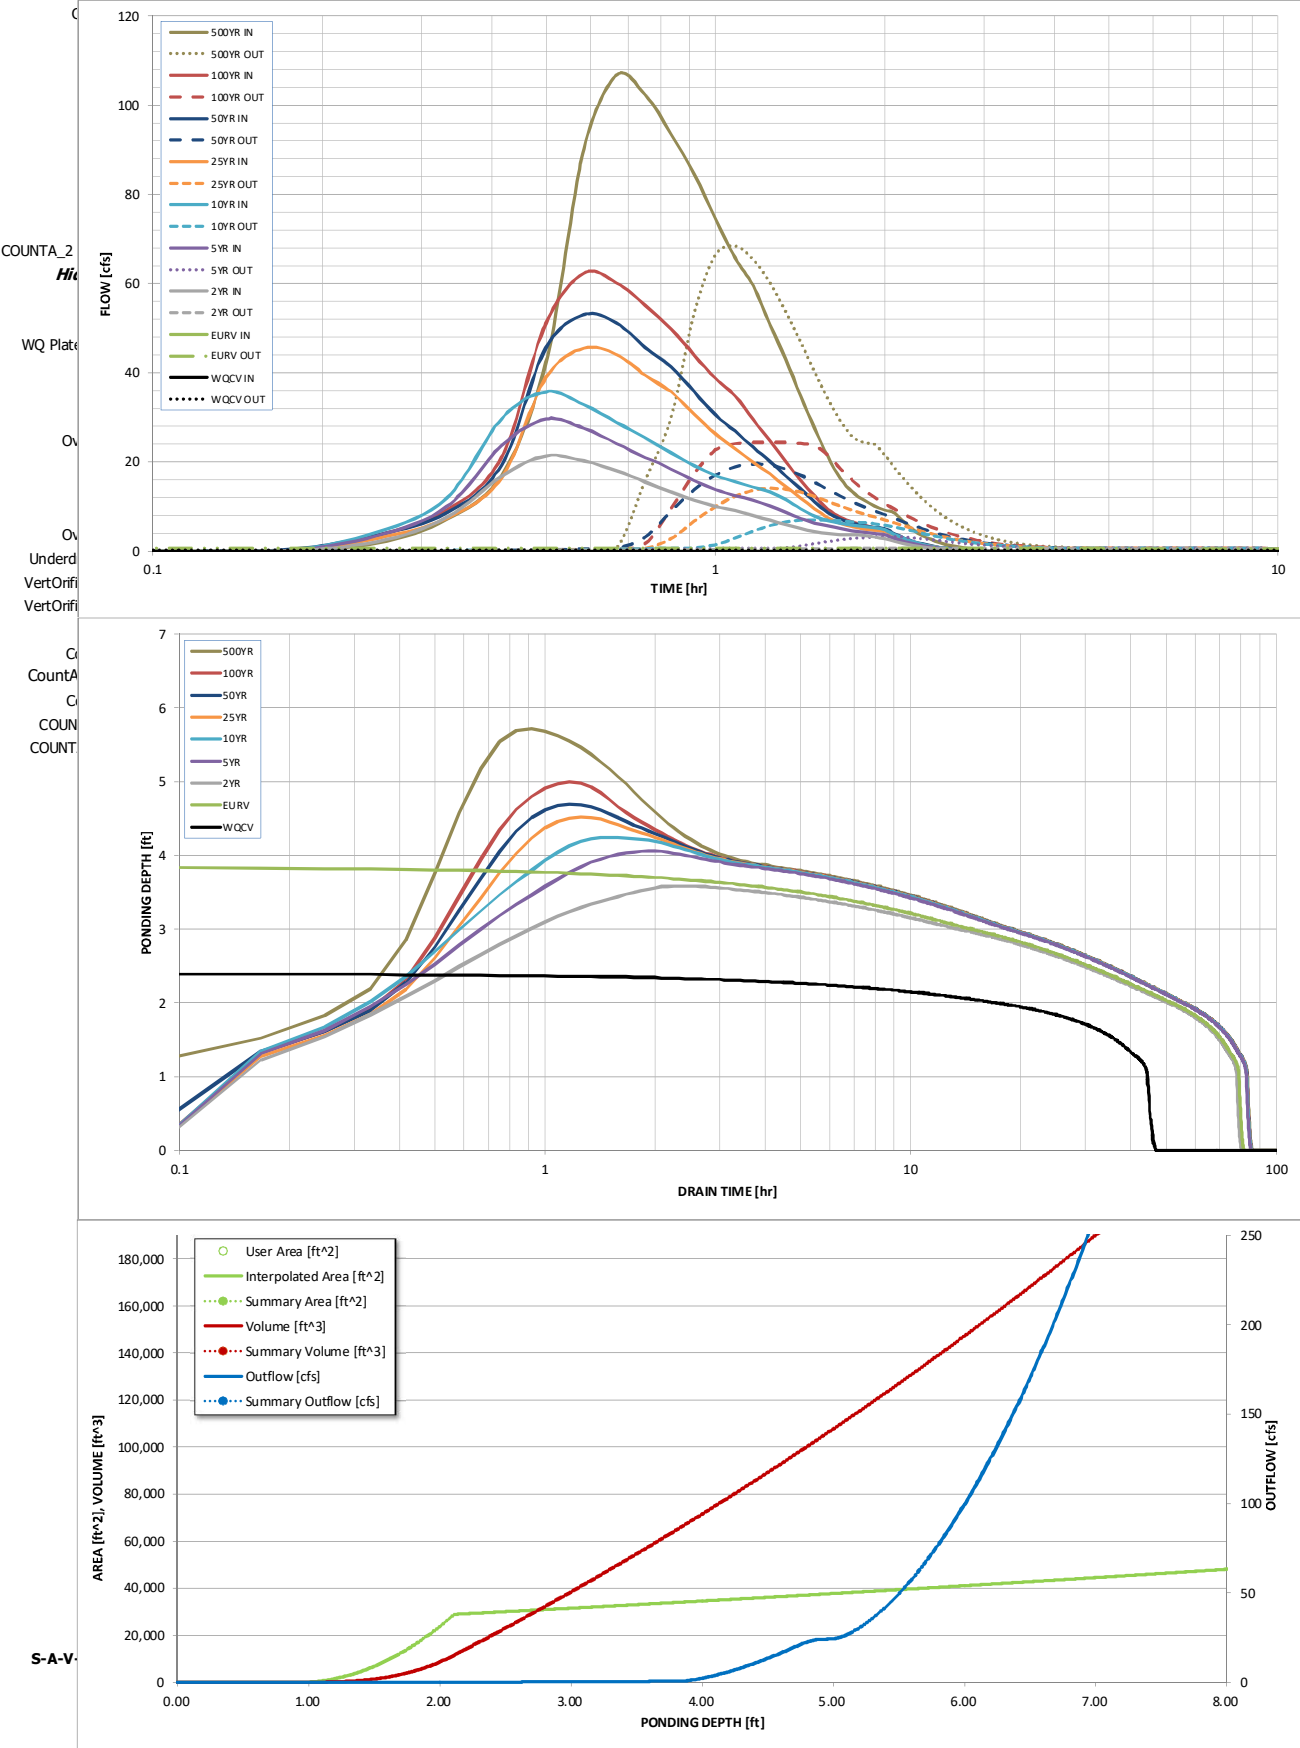 120
100
80
60
40
20
0
FLOW [cfs]
500YR IN
500YR OUT
100YR IN
100YR OUT
50YR IN
50YR OUT
25YR IN
25YR OUT
10YR IN
10YR OUT
5YR IN
5YR OUT
2YR IN
2YR OUT
EURV IN
EURV OUT
WQCV IN
WQCV OUT
0.1
1
10
TIME [hr]
COUNTA_2
WQ Plate
Ov
Ov
Underd
VertOrifi
VertOrifi
CountA
COUN
COUNT
7
6
5
4
3
2
1
0
PONDING DEPTH [ft]
500YR
100YR
50YR
25YR
10YR
5YR
2YR
EURV
WQCV
0.1
1
10
100
DRAIN TIME [hr]
180,000
160,000
140,000
120,000
100,000
80,000
60,000
40,000
20,000
0
AREA [ft^2], VOLUME [ft^3]
User Area [ft^2]
Interpolated Area [ft^2]
Summary Area [ft^2]
Volume [ft^3]
Summary Volume [ft^3]
Outflow [cfs]
Summary Outflow [cfs]
250
200
150
100
50
0
OUTFLOW [cfs]
S-A-V-
0.00
1.00
2.00
3.00
4.00
5.00
6.00
7.00
8.00
PONDING DEPTH [ft]